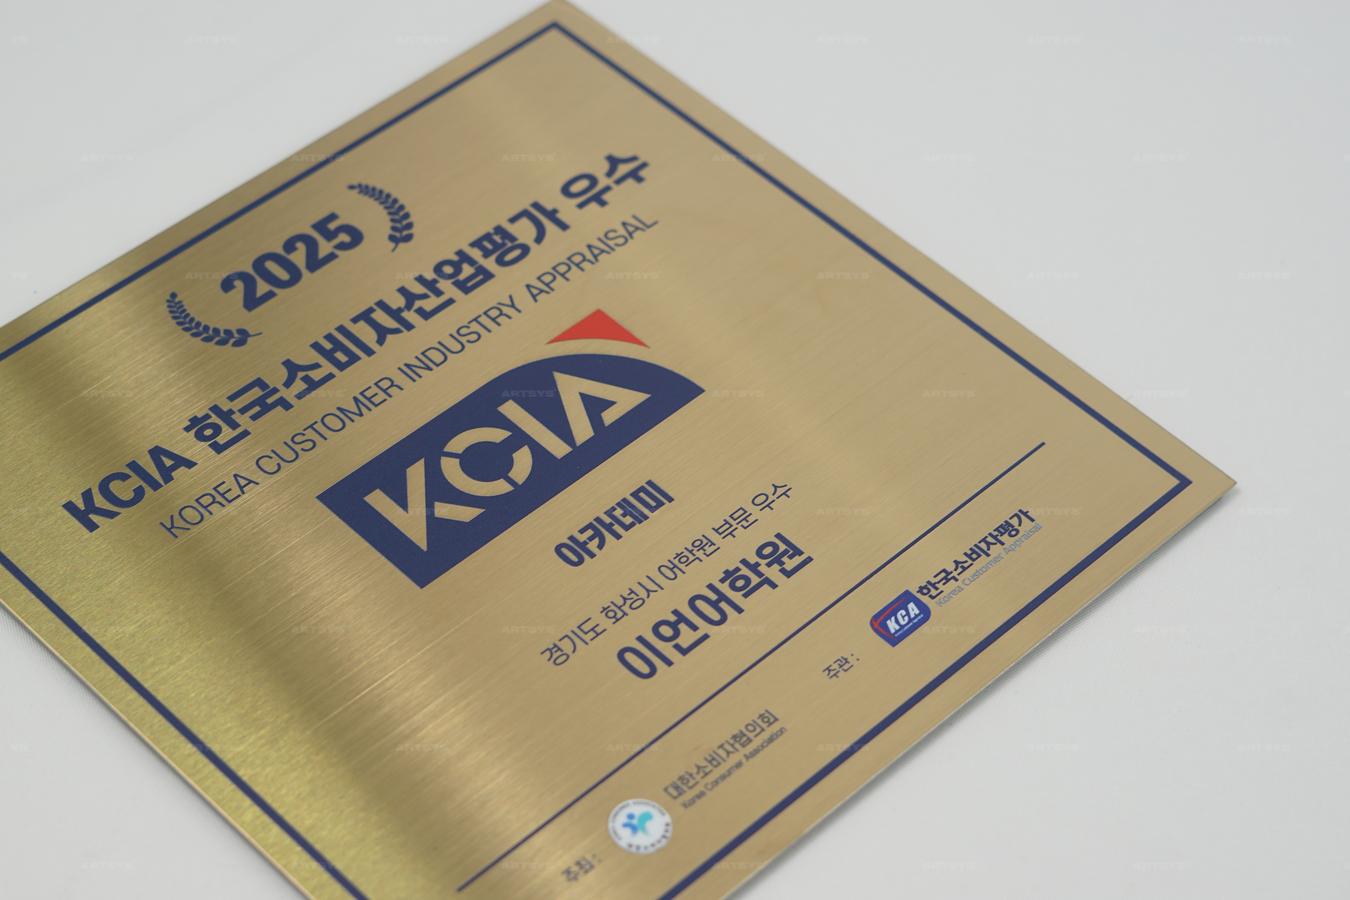 2025
KCIA 한국소비자산업평가 우수
KOREA CUSTOMER INDUSTRY APPRAISAL
KCIA
아카데미
경기도 화성시 어학원 부문 우수
이언어학원
주최 :
대한소비자협의회
Korea Consumer Association
주관 :
KCA
한국소비자평가
Korea Customer Appraisal
ARTSYS